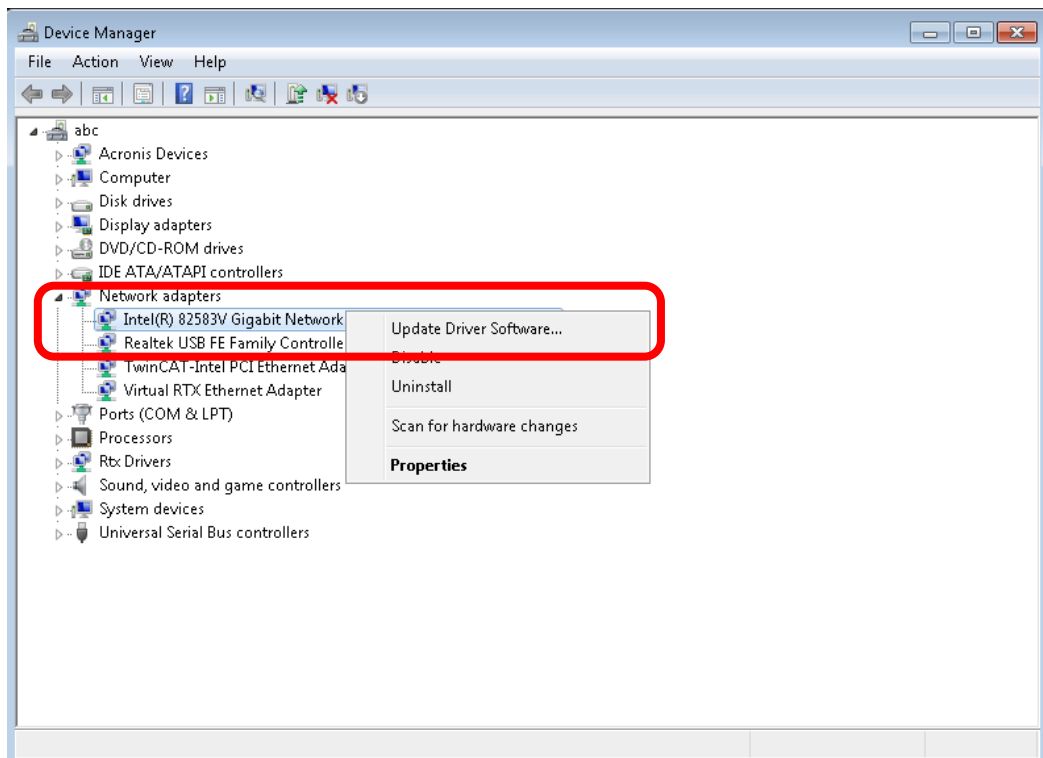 Device Manager
File Action View Help
abc
Acronis Devices
Computer
Disk drives
Display adapters
DVD/CD-ROM drives
IDE ATA/ATAPI controllers
Network adapters
Intel(R) 82583V Gigabit Network
Realtek USB FE Family Controlle
TwinCAT-Intel PCI Ethernet Ada
Virtual RTX Ethernet Adapter
Ports (COM & LPT)
Processors
Rtx Drivers
Sound, video and game controllers
System devices
Universal Serial Bus controllers
Update Driver Software...
Disable
Uninstall
Scan for hardware changes
Properties